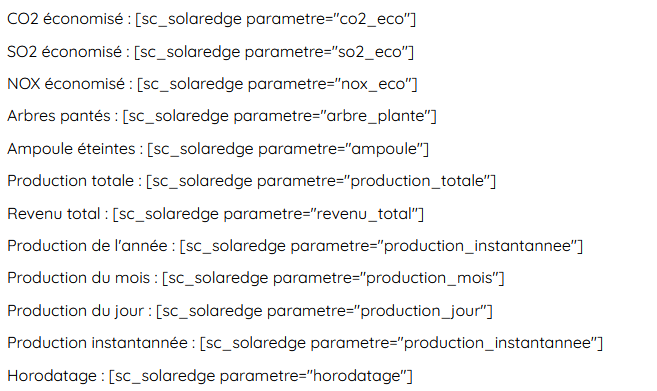 CO2 économisé : [sc_solaredge parametre="co2_eco"]
SO2 économisé : [sc_solaredge parametre="so2_eco"]
NOX économisé : [sc_solaredge parametre="nox_eco"]
Arbres pantés : [sc_solaredge parametre="arbre_plante"]
Ampoule éteintes : [sc_solaredge parametre="ampoule"]
Production totale : [sc_solaredge parametre="production_totale"]
Revenu total : [sc_solaredge parametre="revenu_total"]
Production de l'année : [sc_solaredge parametre="production_instantannee"]
Production du mois : [sc_solaredge parametre="production_mois"]
Production du jour : [sc_solaredge parametre="production_jour"]
Production instantannée : [sc_solaredge parametre="production_instantannee"]
Horodatage : [sc_solaredge parametre="horodatage"]